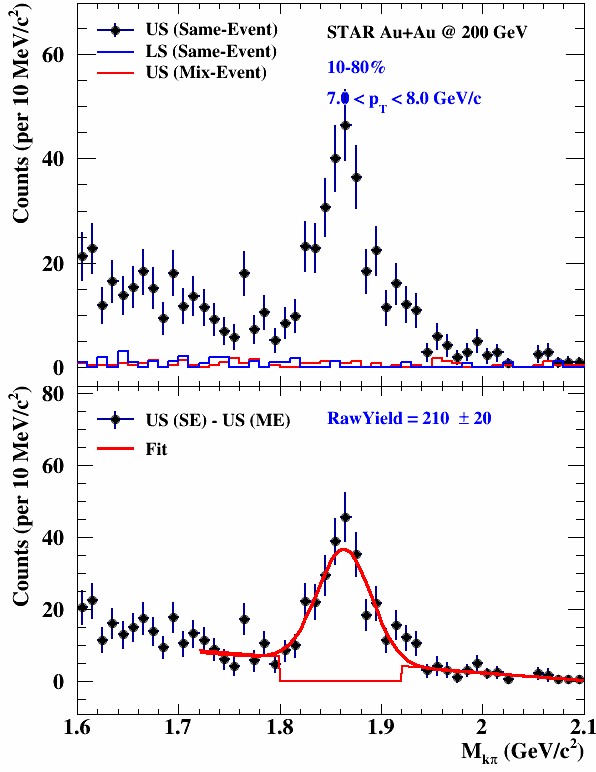 US (Same-Event)
LS (Same-Event)
US (Mix-Event)
STAR Au+Au @ 200 GeV
10-80%
7.0 < pT < 8.0 GeV/c
Counts (per 10 MeV/c²)
60
40
20
0
US (SE) - US (ME)
Fit
RawYield = 210 ± 20
Counts (per 10 MeV/c²)
80
60
40
20
0
1.6 1.7 1.8 1.9 2 2.1
Mkπ (GeV/c²)